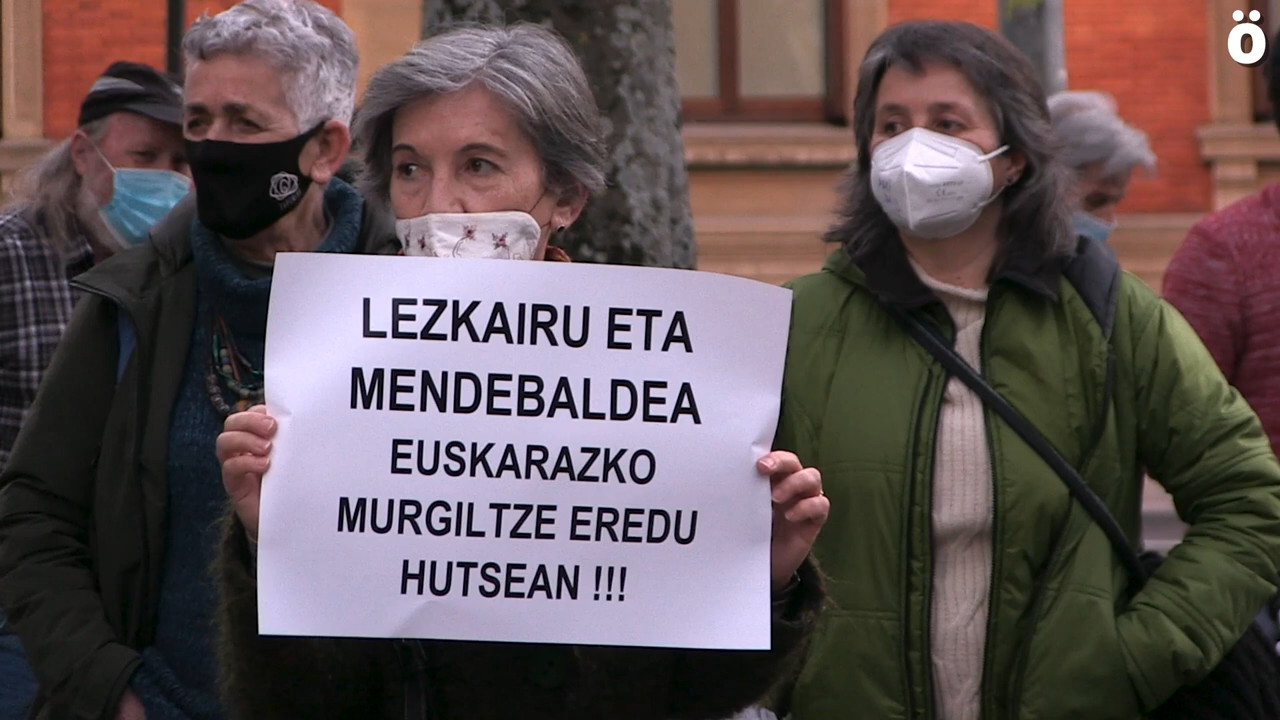 ö
LEZKAIRU ETA
MENDEBALDEA
EUSKARAZKO
MURGILTZE EREDU
HUTSEAN !!!